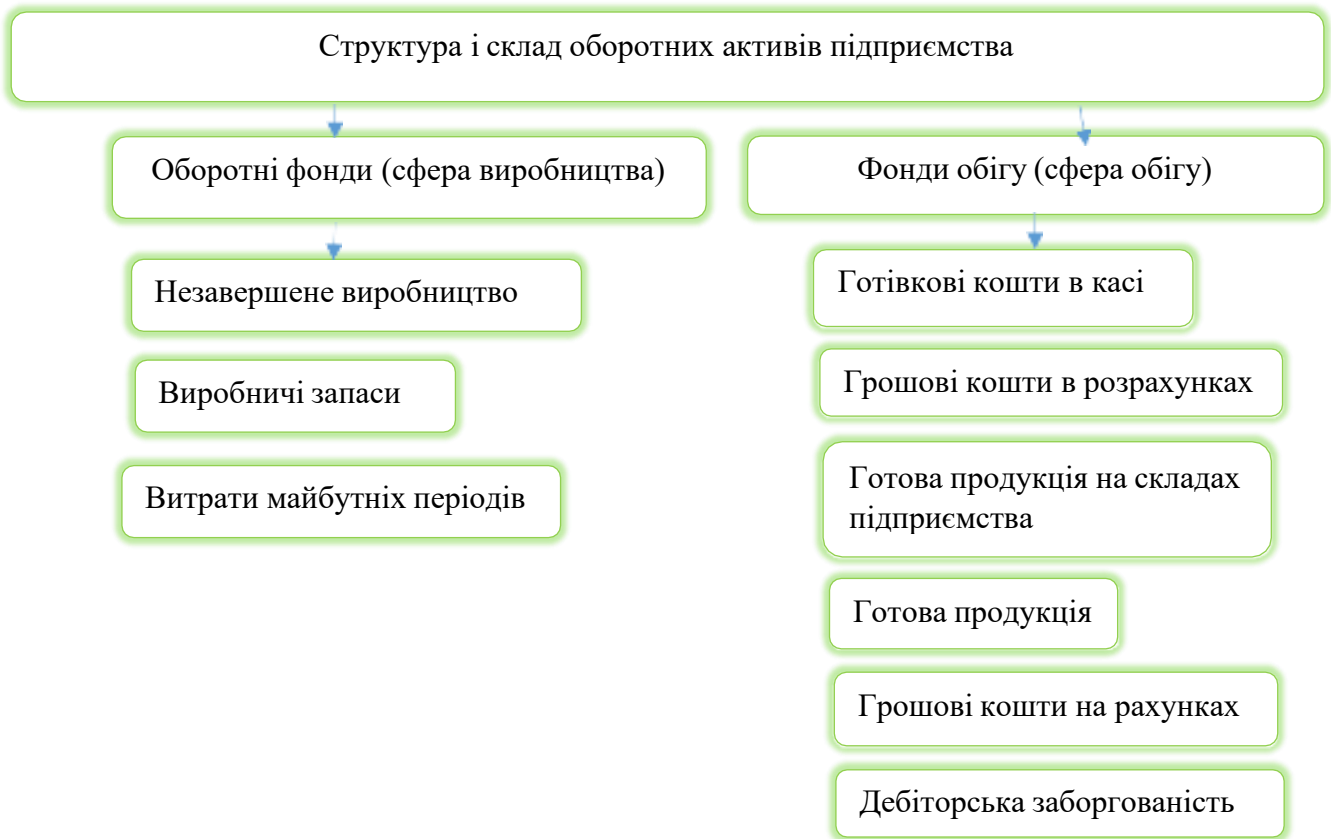 Структура і склад оборотних активів підприємства
Оборотні фонди (сфера виробництва)
Фонди обігу (сфера обігу)
Незавершене виробництво
Виробничі запаси
Витрати майбутніх періодів
Готівкові кошти в касі
Грошові кошти в розрахунках
Готова продукція на складах
підприємства
Готова продукція
Грошові кошти на рахунках
Дебіторська заборгованість